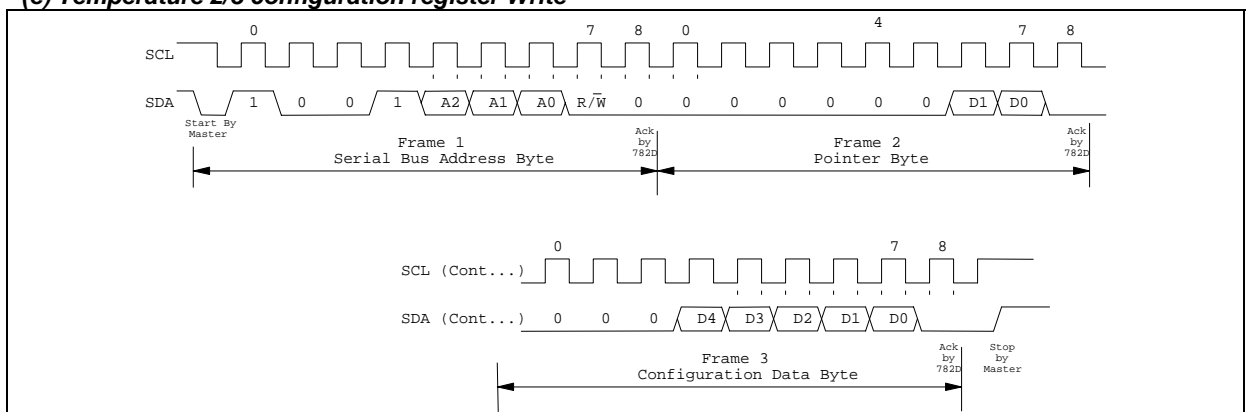 (e) Temperature 2/3 configuration register Write
0 7 8 0 4 7 8
SCL
SDA 1 0 0 1 A2 A1 A0 R/W 0 0 0 0 0 0 0 D1 D0
Start By
Master
Frame 1
Serial Bus Address Byte
Ack
by
782D
Frame 2
Pointer Byte
Ack
by
782D
0 7 8
SCL (Cont...)
SDA (Cont...) 0 0 0 D4 D3 D2 D1 D0
Frame 3
Configuration Data Byte
Ack
by
782D
Stop
by
Master